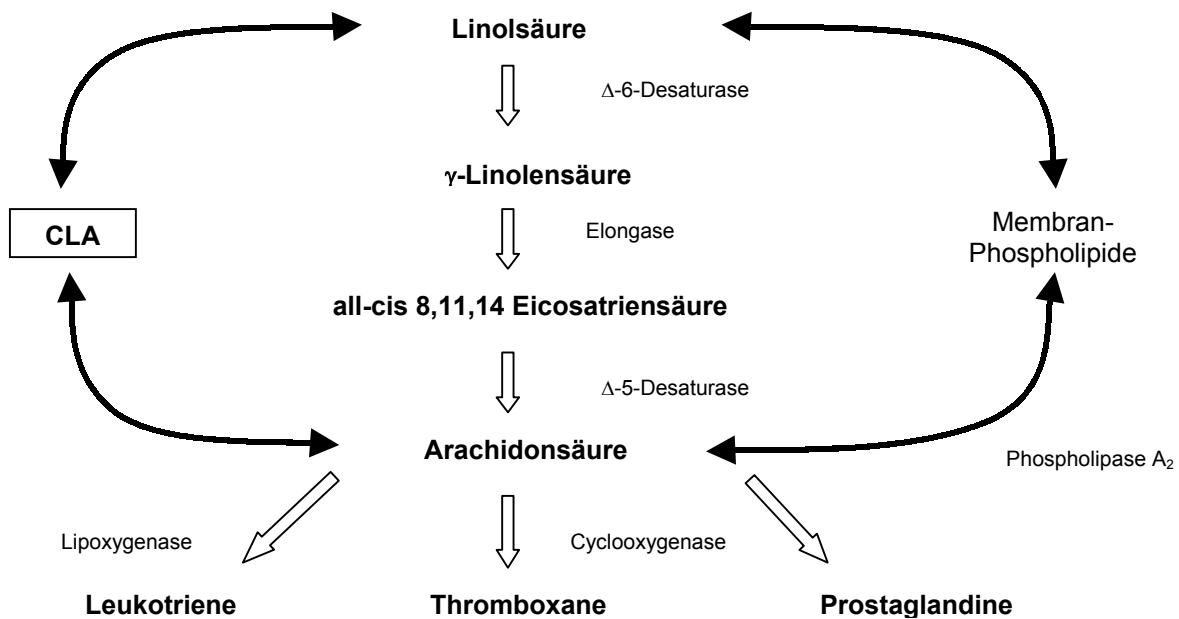 Linolsäure
Δ-6-Desaturase
γ-Linolensäure
CLA
Elongase
Membran-
Phospholipide
all-cis 8,11,14 Eicosatriensäure
Δ-5-Desaturase
Arachidonsäure
Phospholipase A₂
Lipoxygenase
Cyclooxygenase
Leukotriene
Thromboxane
Prostaglandine